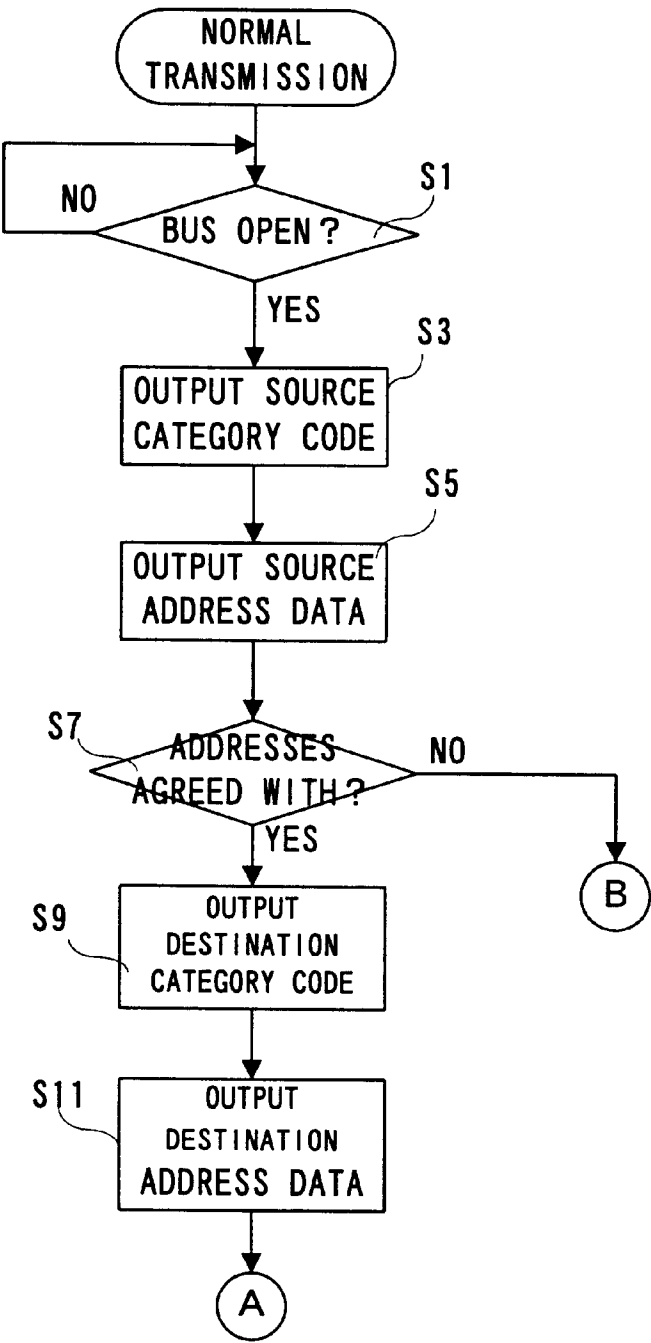 NORMAL
TRANSMISSION
NO
S1
BUS OPEN?
YES
S3
OUTPUT SOURCE
CATEGORY CODE
S5
OUTPUT SOURCE
ADDRESS DATA
S7
ADDRESSES
AGREED WITH?
NO
YES
B
S9
OUTPUT
DESTINATION
CATEGORY CODE
S11
OUTPUT
DESTINATION
ADDRESS DATA
A